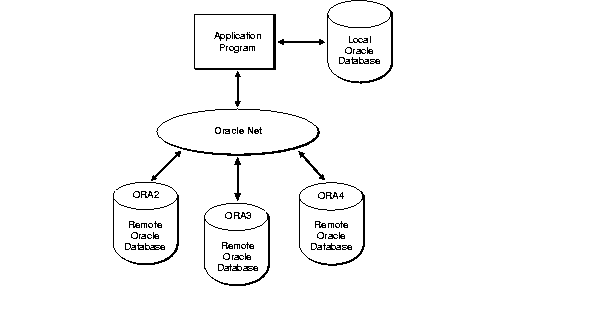 Application
Program
Local
Oracle
Database
Oracle Net
ORA2
Remote
Oracle
Database
ORA3
Remote
Oracle
Database
ORA4
Remote
Oracle
Database